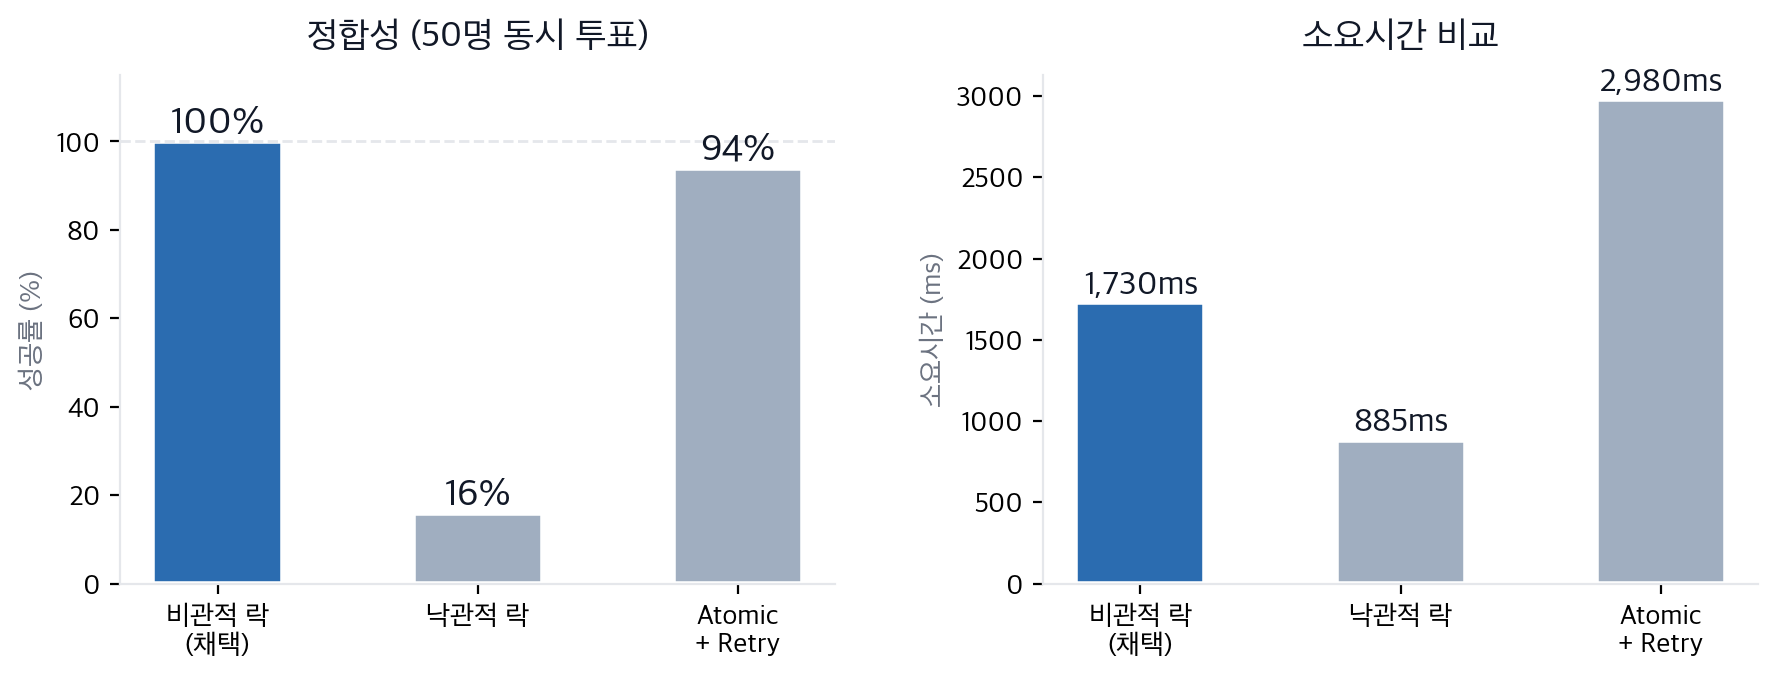 정합성 (50명 동시 투표)
성공률 (%)
100
80
60
40
20
0
100%
16%
94%
비관적 락
(채택)
낙관적 락
Atomic
+ Retry
소요시간 비교
소요시간 (ms)
3000
2500
2000
1500
1000
500
0
1,730ms
885ms
2,980ms
비관적 락
(채택)
낙관적 락
Atomic
+ Retry